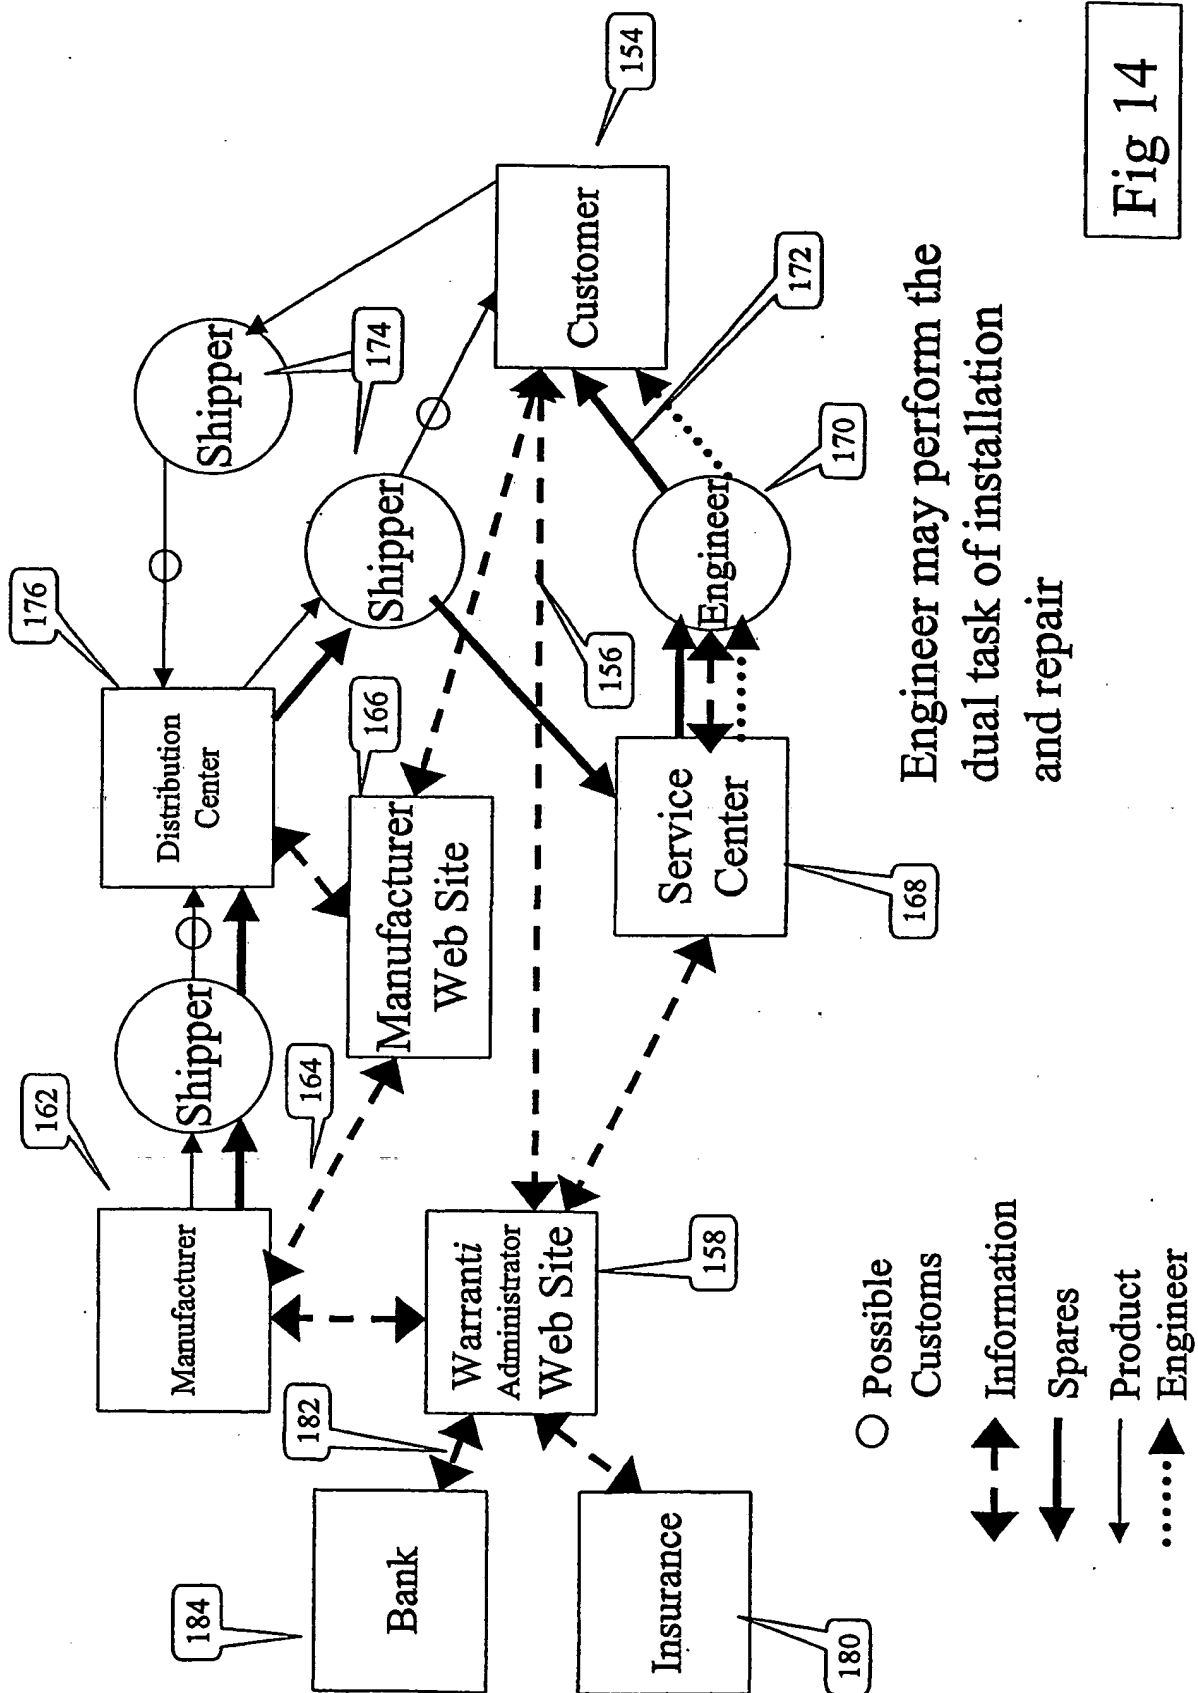 184
Bank
182
Insurance
180
162
Manufacturer
164
Warranti
Administrator
Web Site
158
Shipper
176
Distribution
Center
166
Manufacturer
Web Site
Service
Center
168
Shipper
174
Shipper
156
Engineer
170
172
Customer
154
Possible
Customs
Information
Spares
Product
Engineer
Engineer may perform the
dual task of installation
and repair
Fig 14